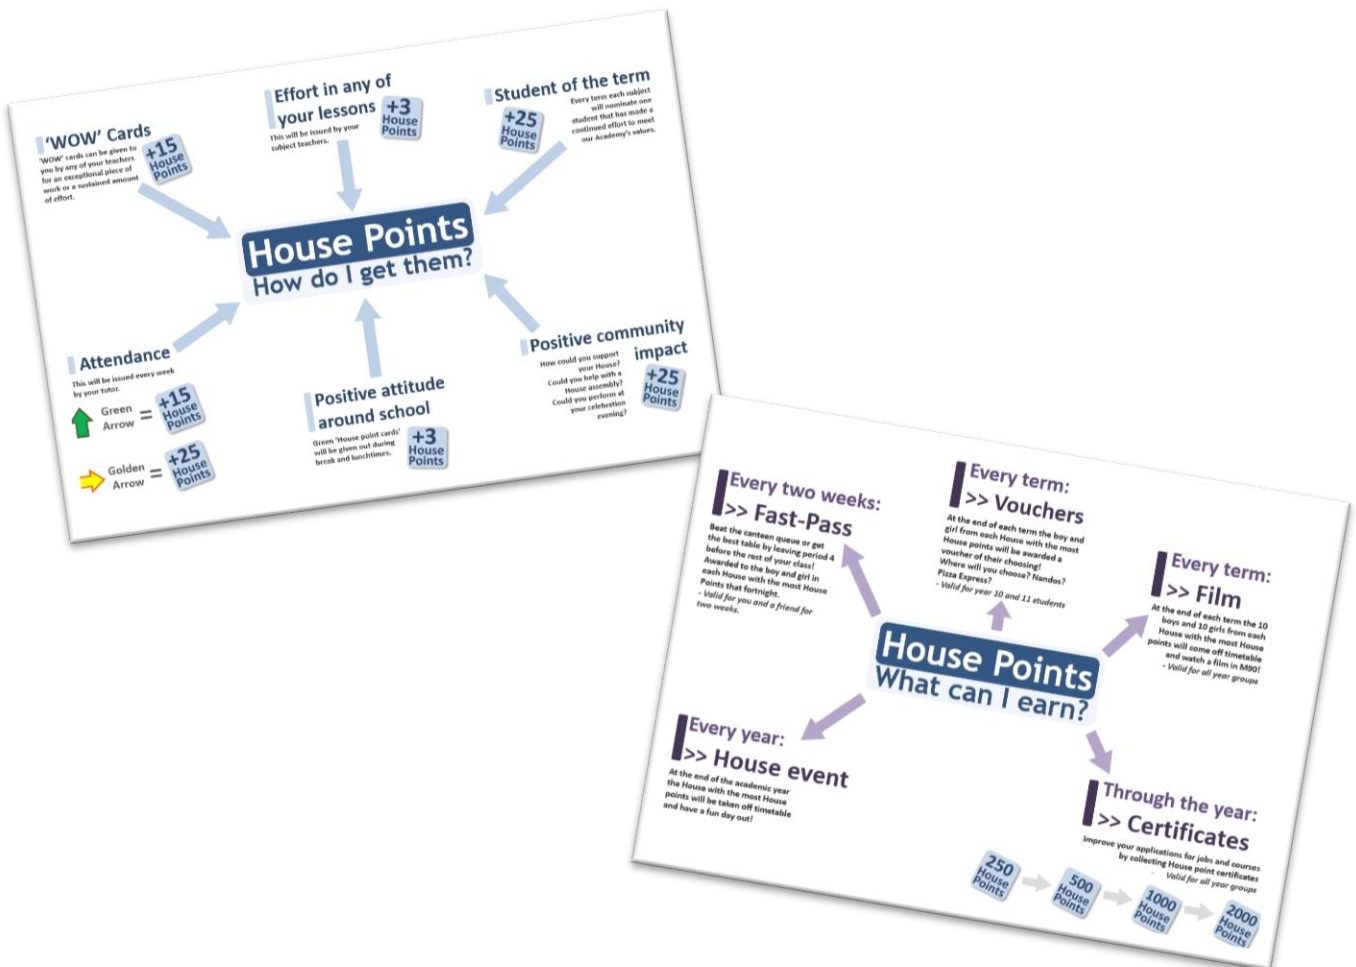 'WOW' Cards
'WOW' cards can be given to
you by any of your teachers
for an exceptional piece of
work or a sustained amount
of effort.
+15
House
Points
Effort in any of
your lessons
This will be issued by your
subject teachers.
+3
House
Points
Student of the term
+25
House
Points
Every term each subject
will nominate one
student that has made a
continued effort to meet
our Academy's values.
House Points
How do I get them?
Attendance
This will be issued every week
by your tutor.
Green
Arrow
=
+15
House
Points
Golden
Arrow
=
+25
House
Points
Positive attitude
around school
Green 'House point cards'
will be given out during
break and lunchtimes.
+3
House
Points
Positive community
impact
How could you support
your House?
Could you help with a
House assembly?
Could you perform at
your celebration
evening?
+25
House
Points
Every two weeks:
>> Fast-Pass
Beat the canteen queue or get
the best table by leaving period 4
before the rest of your class!
Awarded to the boy and girl in
each House with the most House
Points that fortnight.
- Valid for you and a friend for
two weeks.
Every term:
>> Vouchers
At the end of each term the boy and
girl from each House with the most
House points will be awarded a
voucher of their choosing!
Where will you choose? Nandos?
Pizza Express?
- Valid for year 10 and 11 students
Every term:
>> Film
At the end of each term the 10
boys and 10 girls from each
House with the most House
points will come off timetable
and watch a film in M90!
- Valid for all year groups
House Points
What can I earn?
Every year:
>> House event
At the end of the academic year
the House with the most House
points will be taken off timetable
and have a fun day out!
Through the year:
>> Certificates
Improve your applications for jobs and courses
by collecting House point certificates
- Valid for all year groups
250
House
Points
500
House
Points
1000
House
Points
2000
House
Points